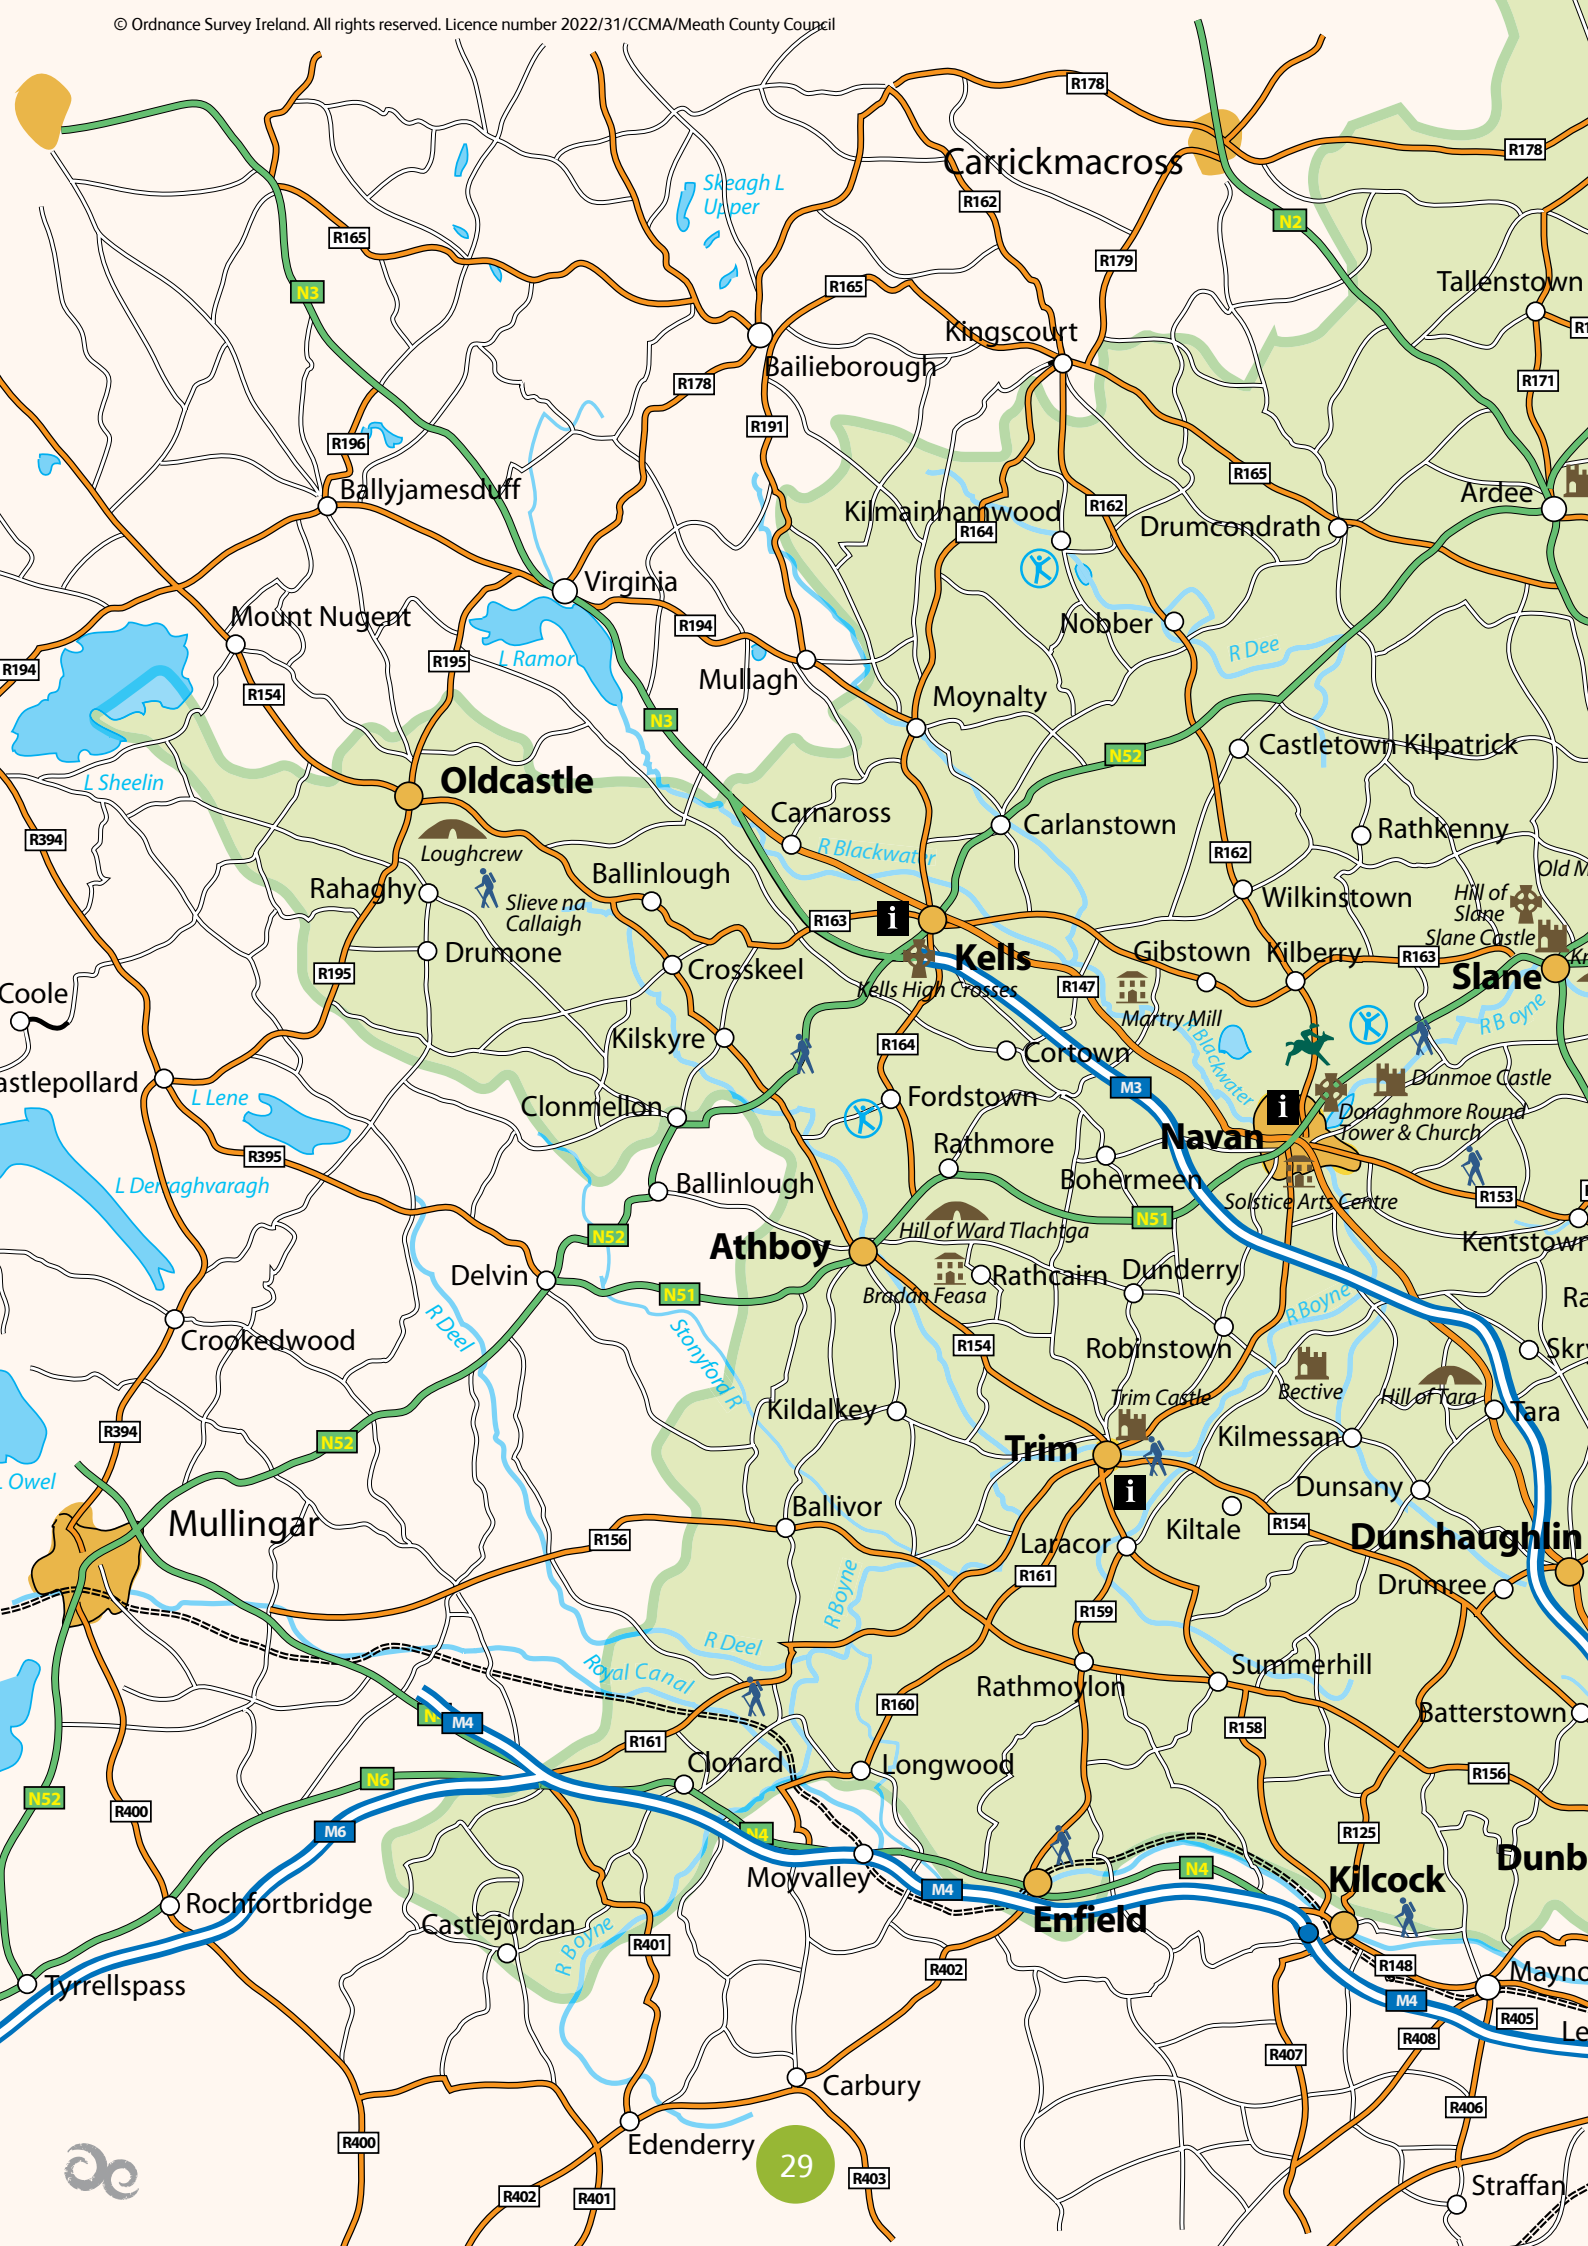 © Ordnance Survey Ireland. All rights reserved. Licence number 2022/31/CCMA/Meath County Council
R178
Carrickmacross
R178
Skeagh L
Upper
R162
N2
R165
R179
N3
R165
Tallenstown
Kingscourt
Bailieborough
R178
R171
R191
R196
R165
Ballyjamesduff
Ardee
Kilmainhamwood
R162
R164
Drumcondrath
Virginia
Mount Nugent
R194
Nobber
R Dee
R194
R195
L Ramor
Mullagh
R154
Moynalty
N3
N52
Castletown Kilpatrick
L Sheelin
Oldcastle
Carnaross
Carlanstown
Rathkenny
R394
Loughcrew
R Blackwater
R162
Ballinlough
Rahaghy
Slieve na
Callaigh
Wilkinstown
Hill of
Slane
R163
i
Slane Castle
Drumone
Kells
Gibstown
Kilberry
R163
Crosskeel
R195
Slane
Coole
Kells High Crosses
R147
Martry Mill
R Boyne
Kilskyre
R164
Cortown
R Blackwater
astlepollard
L Lene
M3
Dunmoe Castle
Clonmellon
Fordstown
i
Donaghmore Round
Tower & Church
Rathmore
Navan
R395
Bohermeen
L Derraghvaragh
Ballinlough
Solstice Arts Centre
R153
N51
Hill of Ward Tlachtga
N52
Athboy
Kentstown
Delvin
Rathcairn
Dunderry
N51
Bradán Feasa
R Boyne
R Deel
Crookedwood
Stonyford R
R154
Robinstown
Bective
Trim Castle
Hill of Tara
Kildalkey
Tara
R394
N52
Trim
Kilmessan
Owel
Dunsany
i
Ballivor
Kiltale
Mullingar
R154
R156
Laracor
Dunshaughlin
R161
Drumree
R Boyne
R159
R Deel
Royal Canal
Summerhill
Rathmoylon
R160
Batterstown
M4
R158
R161
Clonard
Longwood
R156
N6
N52
R400
M6
N4
R125
Moyvalley
Dunb
N4
Kilcock
M4
Rochfortbridge
Enfield
Castlejordan
R Boyne
R401
R402
R148
Tyrrellspass
M4
R405
R408
Le
R407
Carbury
R406
R400
Edenderry
29
R403
R402
R401
Straffan